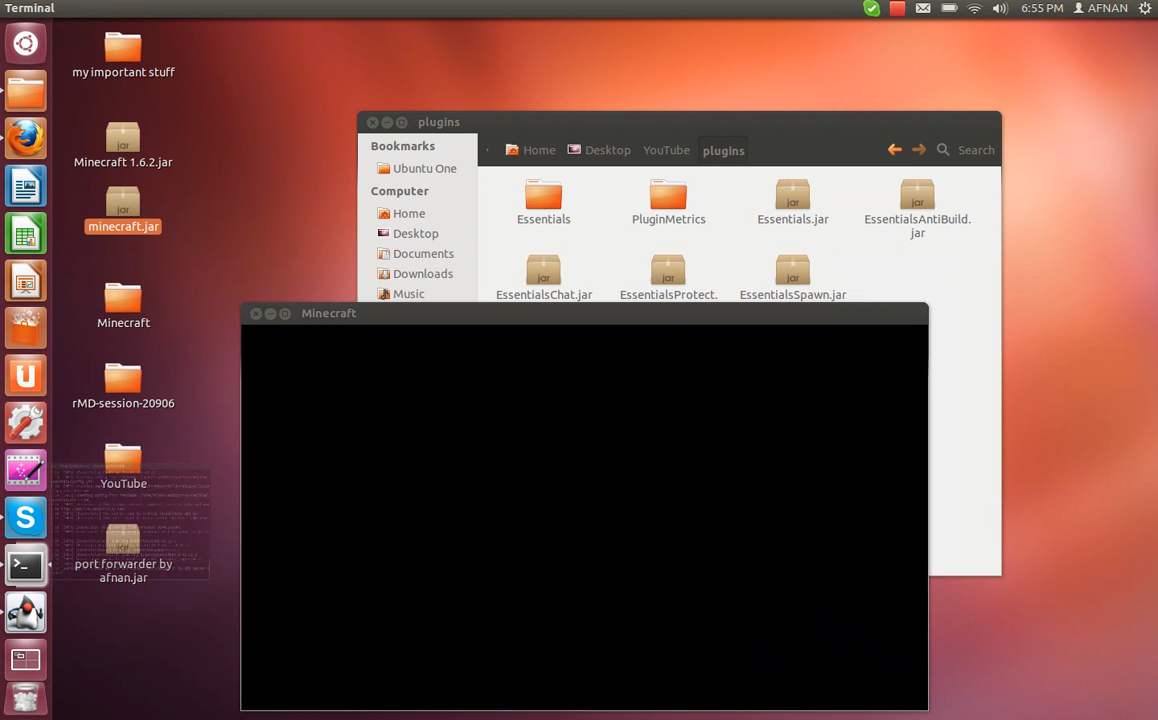 Terminal
6:55 PM
AFNAN
my important stuff
jar
Minecraft 1.6.2.jar
jar
minecraft.jar
Minecraft
rMD-session-20906
YouTube
port forwarder by
afnan.jar
plugins
Bookmarks
Ubuntu One
Computer
Home
Desktop
Documents
Downloads
Music
Home
Desktop
YouTube
plugins
Search
Essentials
PluginMetrics
jar
Essentials.jar
jar
EssentialsAntiBuild.
jar
jar
EssentialsChat.jar
jar
EssentialsProtect.
jar
EssentialsSpawn.jar
Minecraft